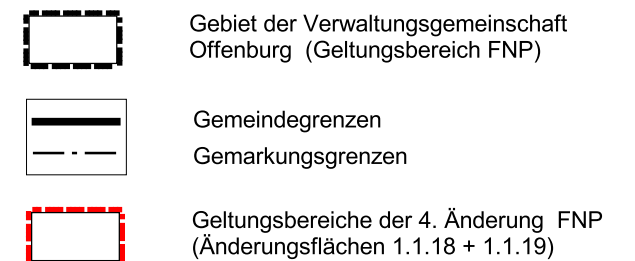 Gebiet der Verwaltungsgemeinschaft
Offenburg (Geltungsbereich FNP)
Gemeindegrenzen
Gemarkungsgrenzen
Geltungsbereiche der 4. Änderung FNP
(Änderungsflächen 1.1.18 + 1.1.19)